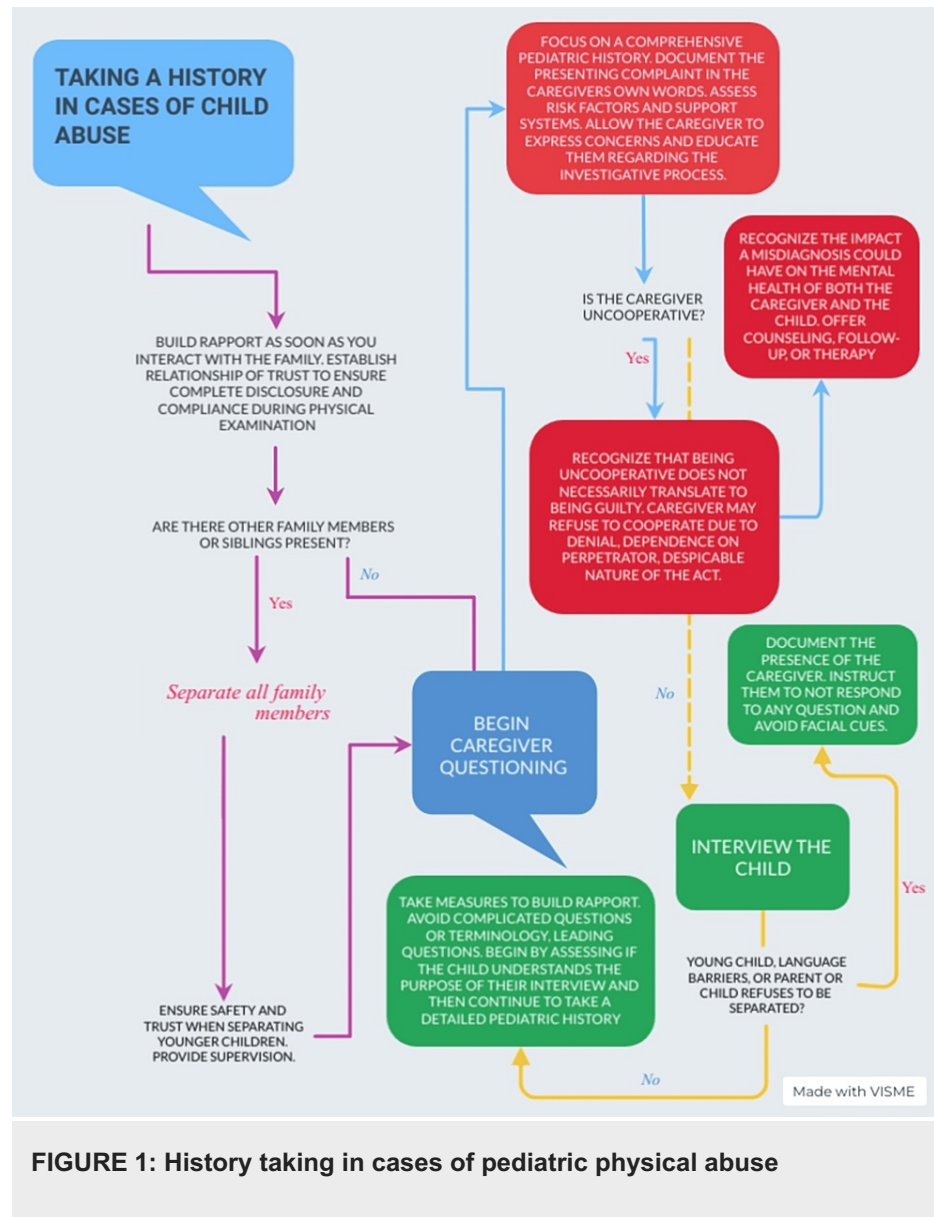 TAKING A HISTORY
IN CASES OF CHILD
ABUSE
BUILD RAPPORT AS SOON AS YOU
INTERACT WITH THE FAMILY. ESTABLISH
RELATIONSHIP OF TRUST TO ENSURE
COMPLETE DISCLOSURE AND
COMPLIANCE DURING PHYSICAL
EXAMINATION
ARE THERE OTHER FAMILY MEMBERS
OR SIBLINGS PRESENT?
No
Yes
Separate all family
members
ENSURE SAFETY AND
TRUST WHEN SEPARATING
YOUNGER CHILDREN.
PROVIDE SUPERVISION.
BEGIN
CAREGIVER
QUESTIONING
FOCUS ON A COMPREHENSIVE
PEDIATRIC HISTORY. DOCUMENT THE
PRESENTING COMPLAINT IN THE
CAREGIVERS OWN WORDS. ASSESS
RISK FACTORS AND SUPPORT
SYSTEMS. ALLOW THE CAREGIVER TO
EXPRESS CONCERNS AND EDUCATE
THEM REGARDING THE
INVESTIGATIVE PROCESS.
IS THE CAREGIVER
UNCOOPERATIVE?
Yes
RECOGNIZE THAT BEING
UNCOOPERATIVE DOES NOT
NECESSARILY TRANSLATE TO
BEING GUILTY. CAREGIVER MAY
REFUSE TO COOPERATE DUE TO
DENIAL, DEPENDENCE ON
PERPETRATOR, DESPICABLE
NATURE OF THE ACT.
RECOGNIZE THE IMPACT
A MISDIAGNOSIS COULD
HAVE ON THE MENTAL
HEALTH OF BOTH THE
CAREGIVER AND THE
CHILD. OFFER
COUNSELING, FOLLOW-
UP, OR THERAPY
No
INTERVIEW THE
CHILD
YOUNG CHILD, LANGUAGE
BARRIERS, OR PARENT OR
CHILD REFUSES TO BE
SEPARATED?
Yes
DOCUMENT THE
PRESENCE OF THE
CAREGIVER. INSTRUCT
THEM TO NOT RESPOND
TO ANY QUESTION AND
AVOID FACIAL CUES.
No
TAKE MEASURES TO BUILD RAPPORT.
AVOID COMPLICATED QUESTIONS
OR TERMINOLOGY, LEADING
QUESTIONS. BEGIN BY ASSESSING IF
THE CHILD UNDERSTANDS THE
PURPOSE OF THEIR INTERVIEW AND
THEN CONTINUE TO TAKE A
DETAILED PEDIATRIC HISTORY
Made with VISME
FIGURE 1: History taking in cases of pediatric physical abuse